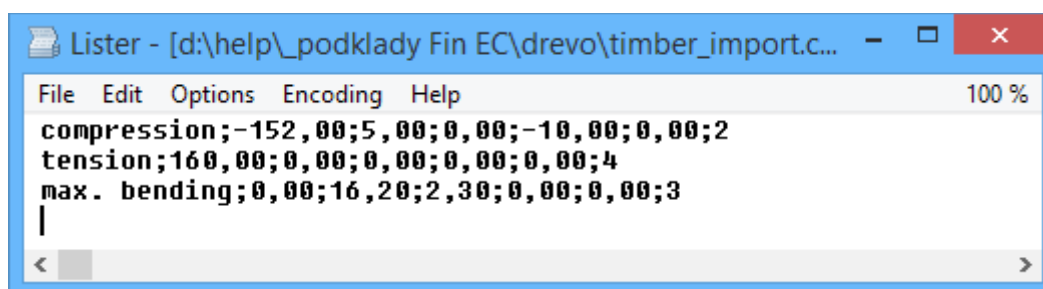 Lister - [d:\help\_podklady Fin EC\drevo\timber_import.c...
File Edit Options Encoding Help 100 %
compression;-152,00;5,00;0,00;-10,00;0,00;2
tension;160,00;0,00;0,00;0,00;0,00;4
max. bending;0,00;16,20;2,30;0,00;0,00;3